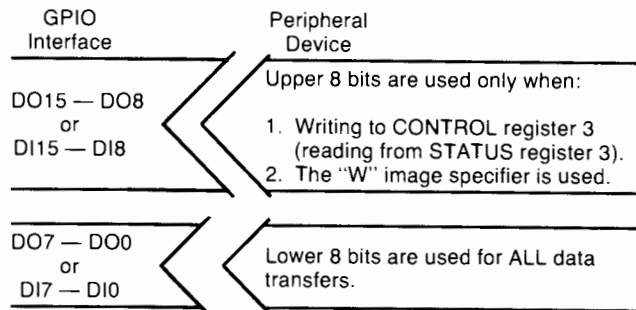 GPIO
Interface
Peripheral
Device
DO15 — DO8
or
DI15 — DI8
Upper 8 bits are used only when:
1. Writing to CONTROL register 3
(reading from STATUS register 3).
2. The “W” image specifier is used.
DO7 — DO0
or
DI7 — DI0
Lower 8 bits are used for ALL data
transfers.